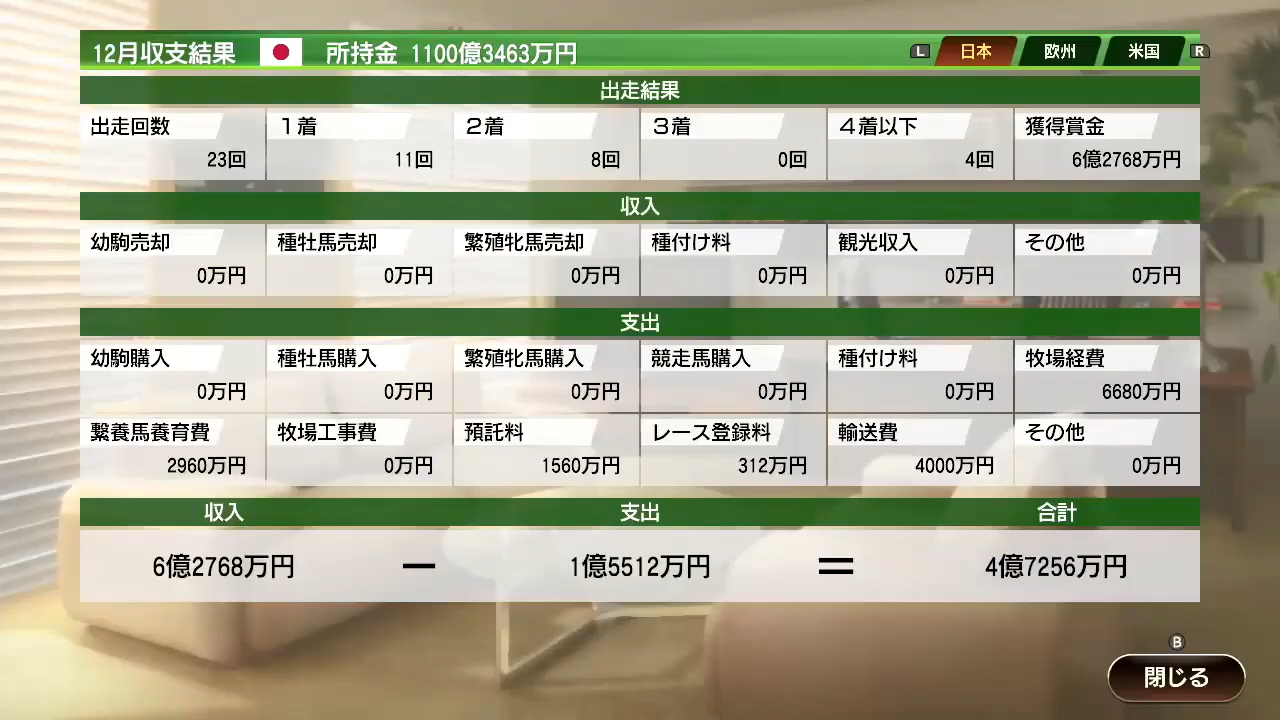 12月収支結果 所持金 1100億3463万円 L 日本 欧州 米国 R
出走結果
出走回数 1着 2着 3着 4着以下 獲得賞金
23回 11回 8回 0回 4回 6億2768万円
収入
幼駒売却 種牡馬売却 繁殖牝馬売却 種付け料 観光収入 その他
0万円 0万円 0万円 0万円 0万円 0万円
支出
幼駒購入 種牡馬購入 繁殖牝馬購入 競走馬購入 種付け料 牧場経費
0万円 0万円 0万円 0万円 0万円 6680万円
繋養馬養育費 牧場工事費 預託料 レース登録料 輸送費 その他
2960万円 0万円 1560万円 312万円 4000万円 0万円
収入 支出 合計
6億2768万円 − 1億5512万円 = 4億7256万円
B
閉じる